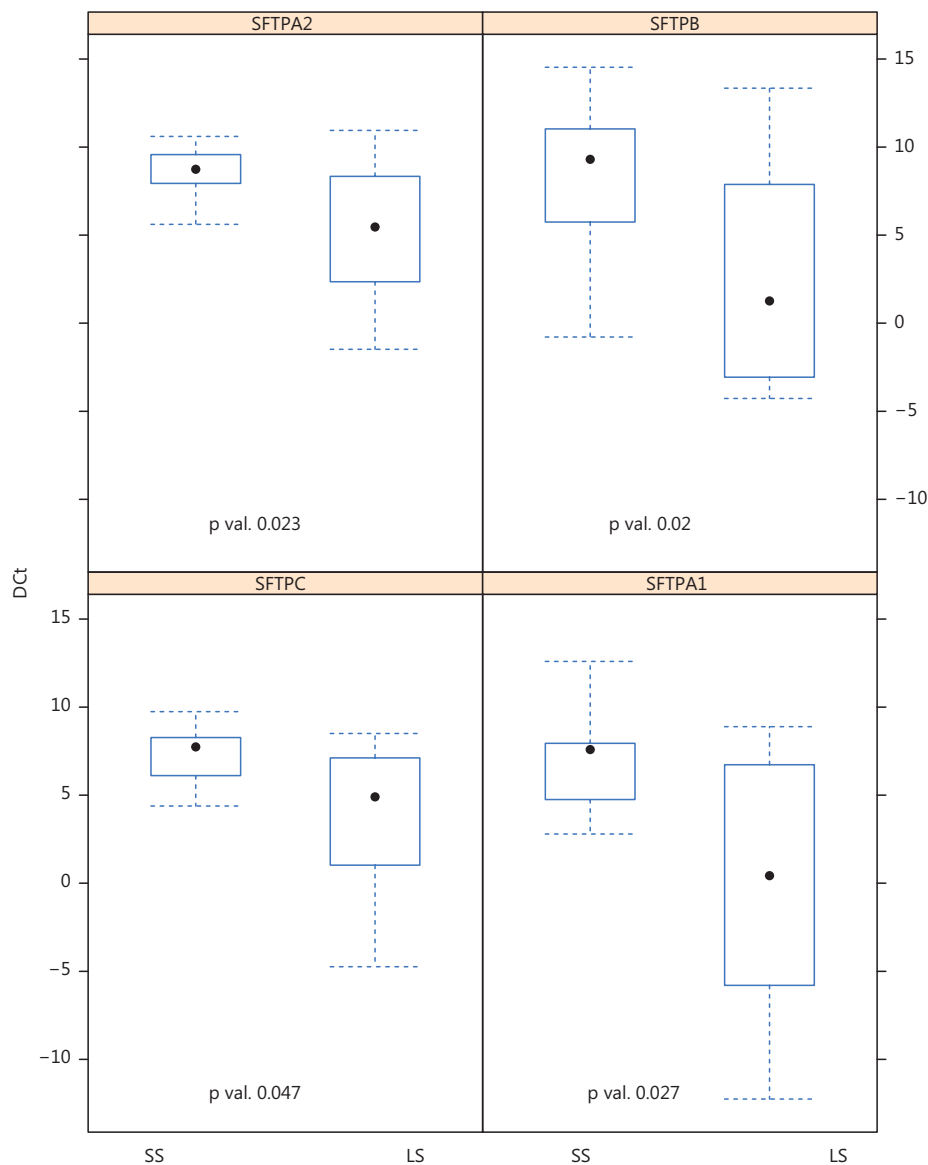 SFTPA2 SFTPB
15
10
5
0
−5
−10
p val. 0.023 p val. 0.02
DCt
SFTPC SFTPA1
15
10
5
0
−5
−10
p val. 0.047 p val. 0.027
SS LS SS LS